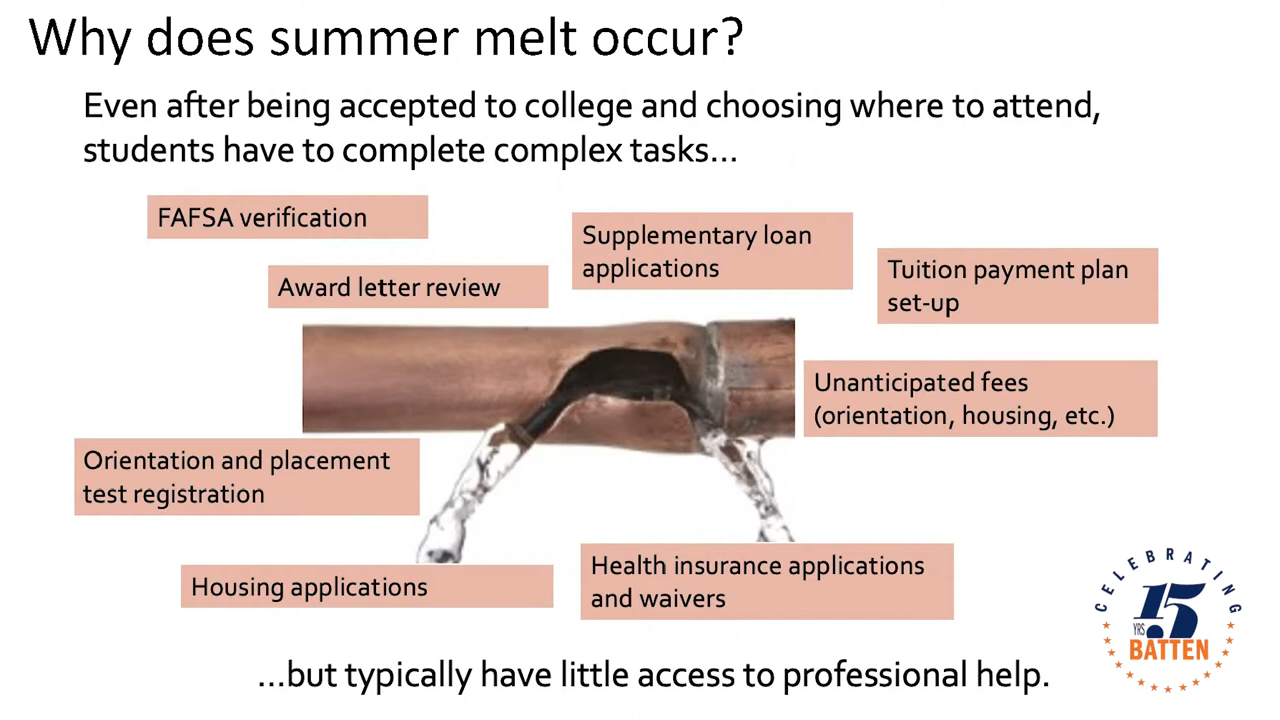 Why does summer melt occur?
Even after being accepted to college and choosing where to attend,
students have to complete complex tasks...
FAFSA verification
Supplementary loan
applications
Tuition payment plan
set-up
Award letter review
Unanticipated fees
(orientation, housing, etc.)
Orientation and placement
test registration
Housing applications
Health insurance applications
and waivers
CELEBRATING
15
YRS
BATTEN
...but typically have little access to professional help.